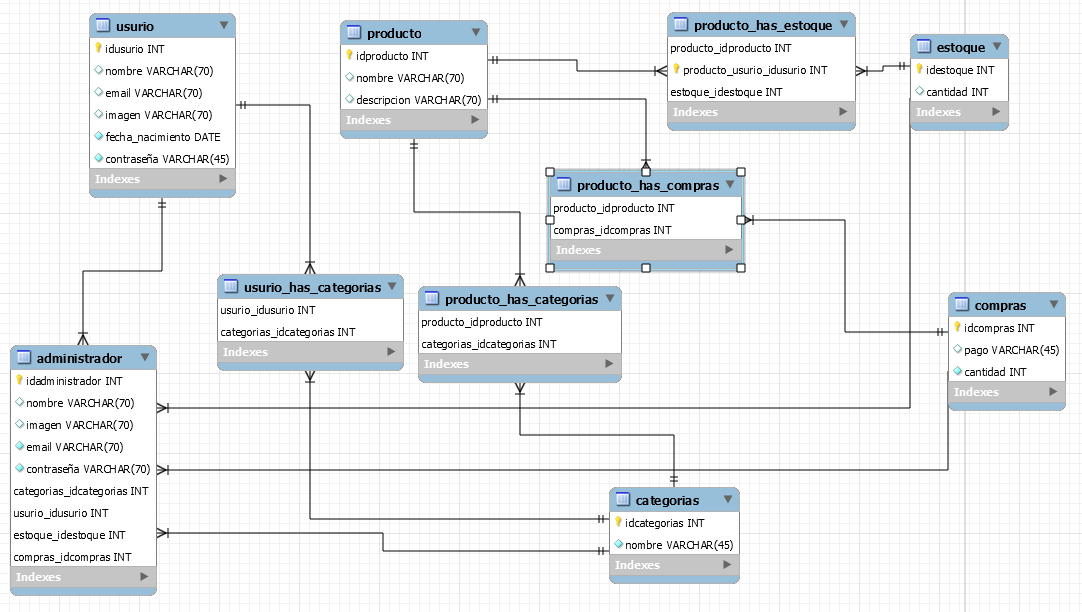 usurio
idusurio INT
nombre VARCHAR(70)
email VARCHAR(70)
imagen VARCHAR(70)
fecha_nacimiento DATE
contraseña VARCHAR(45)
Indexes
producto
idproducto INT
nombre VARCHAR(70)
descripcion VARCHAR(70)
Indexes
producto_has_estoque
producto_idproducto INT
producto_usurio_idusurio INT
estoque_idestoque INT
Indexes
estoque
idestoque INT
cantidad INT
Indexes
producto_has_compras
producto_idproducto INT
compras_idcompras INT
Indexes
usurio_has_categorias
usurio_idusurio INT
categorias_idcategorias INT
Indexes
producto_has_categorias
producto_idproducto INT
categorias_idcategorias INT
Indexes
compras
idcompras INT
pago VARCHAR(45)
cantidad INT
Indexes
administrador
idadministrador INT
nombre VARCHAR(70)
imagen VARCHAR(70)
email VARCHAR(70)
contraseña VARCHAR(70)
categorias_idcategorias INT
usurio_idusurio INT
estoque_idestoque INT
compras_idcompras INT
Indexes
categorias
idcategorias INT
nombre VARCHAR(45)
Indexes